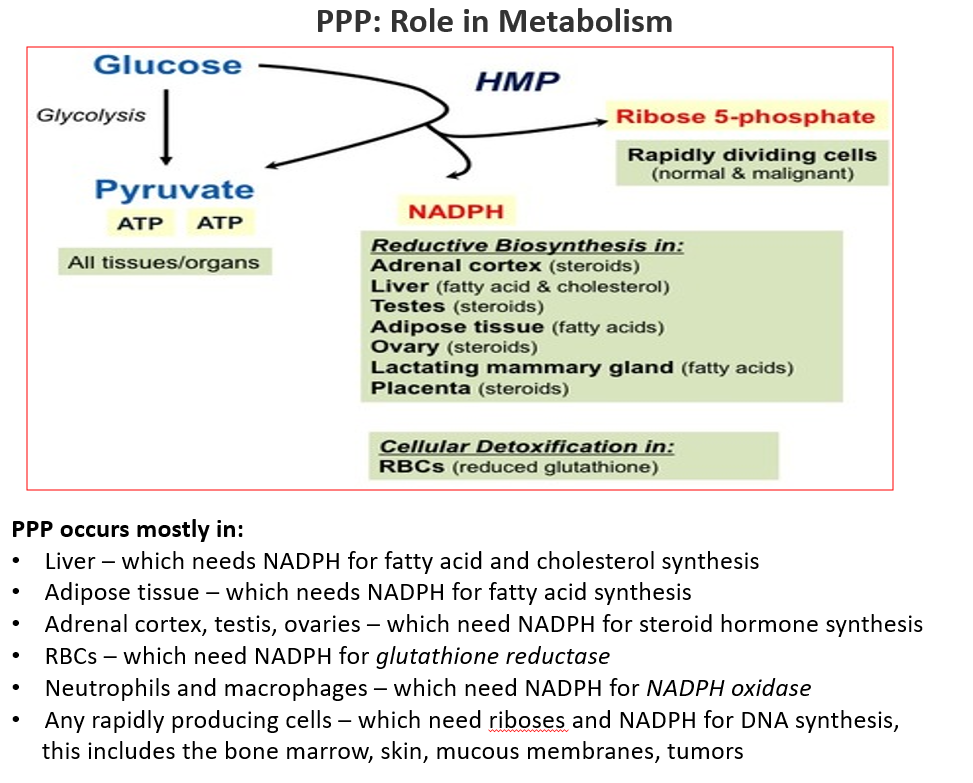 PPP: Role in Metabolism
Glucose
HMP
Glycolysis
Ribose 5-phosphate
Rapidly dividing cells
(normal & malignant)
Pyruvate
ATP ATP
All tissues/organs
NADPH
Reductive Biosynthesis in:
Adrenal cortex (steroids)
Liver (fatty acid & cholesterol)
Testes (steroids)
Adipose tissue (fatty acids)
Ovary (steroids)
Lactating mammary gland (fatty acids)
Placenta (steroids)
Cellular Detoxification in:
RBCs (reduced glutathione)
PPP occurs mostly in:
• Liver – which needs NADPH for fatty acid and cholesterol synthesis
• Adipose tissue – which needs NADPH for fatty acid synthesis
• Adrenal cortex, testis, ovaries – which need NADPH for steroid hormone synthesis
• RBCs – which need NADPH for glutathione reductase
• Neutrophils and macrophages – which need NADPH for NADPH oxidase
• Any rapidly producing cells – which need riboses and NADPH for DNA synthesis,
this includes the bone marrow, skin, mucous membranes, tumors